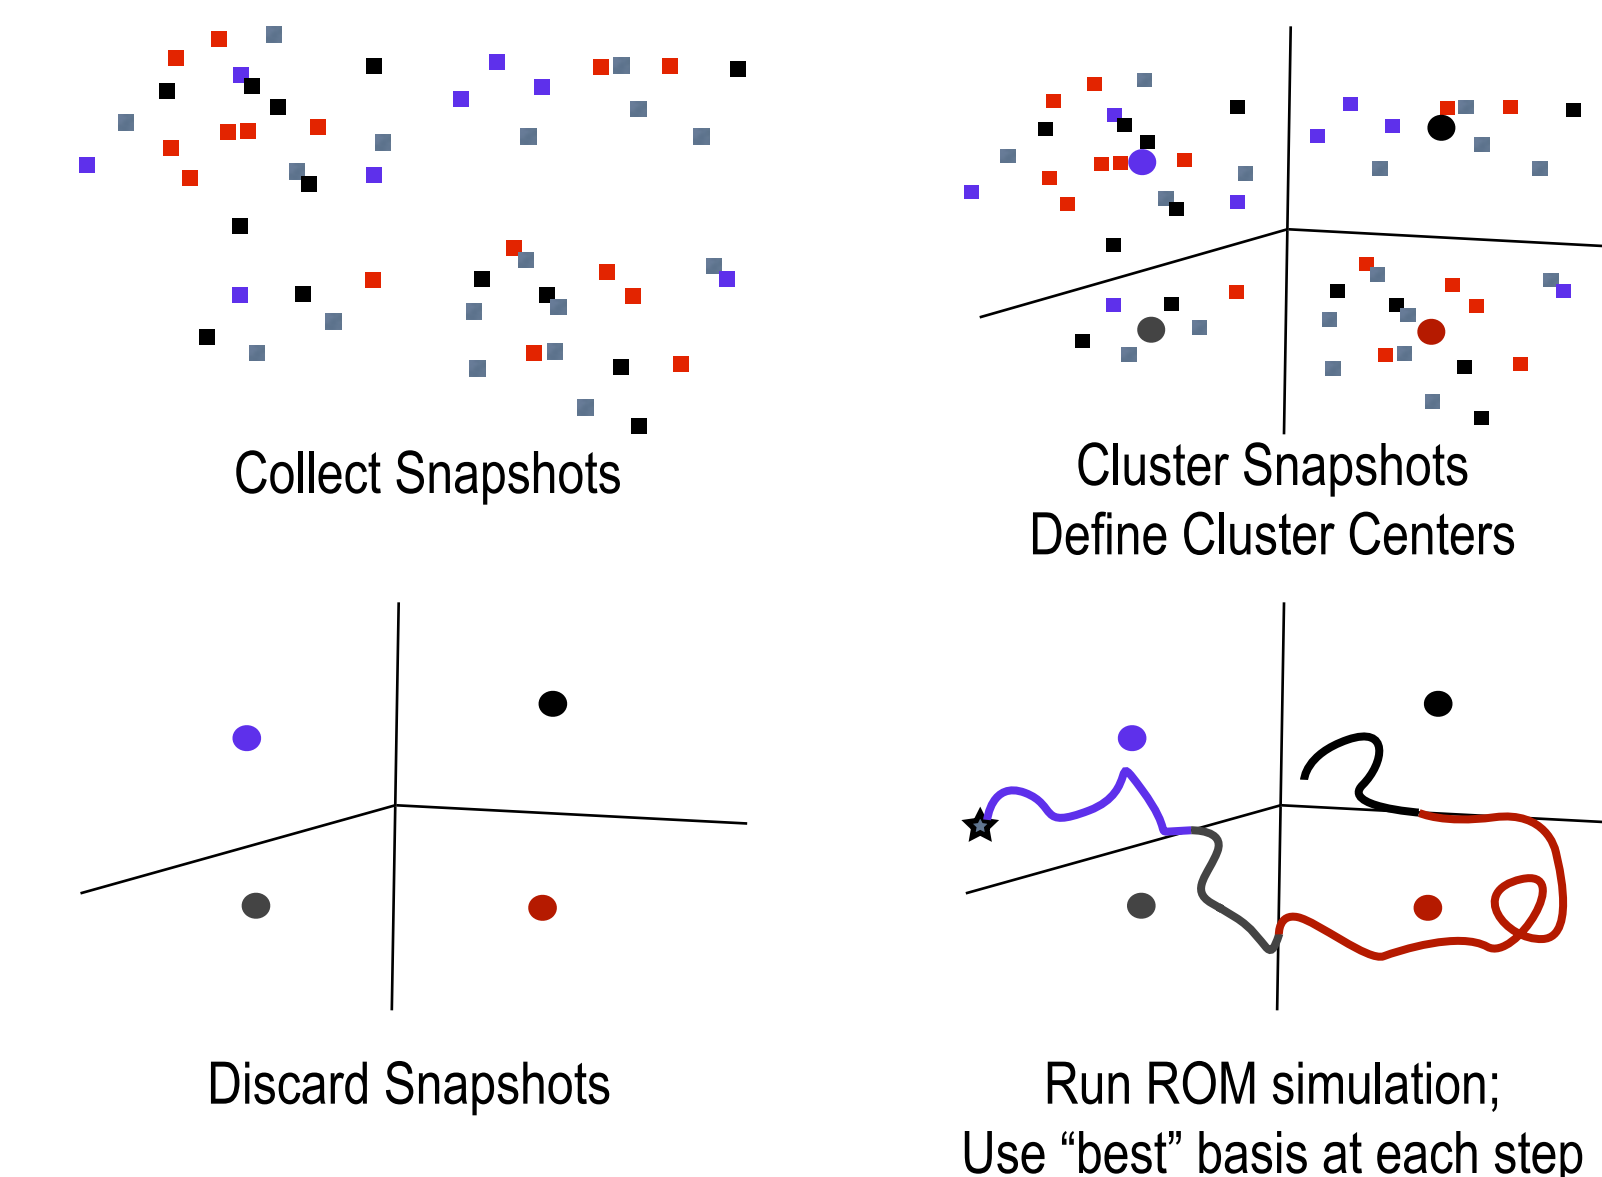 Collect Snapshots
Cluster Snapshots
Define Cluster Centers
Discard Snapshots
Run ROM simulation;
Use “best” basis at each step